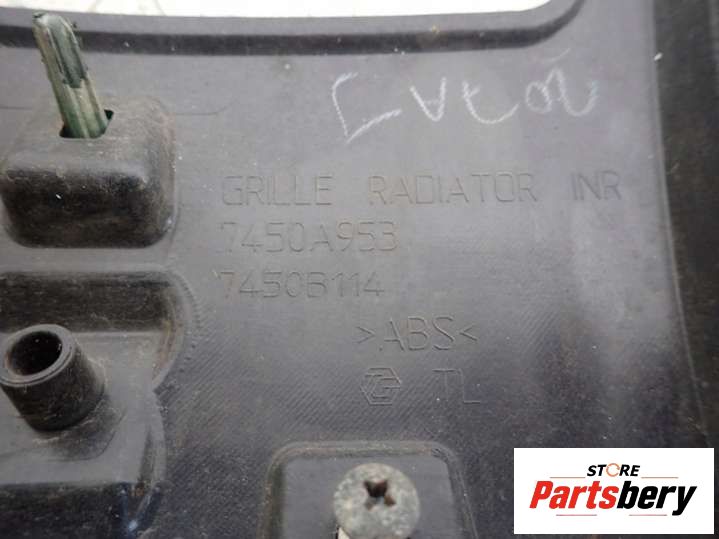 GRILLE RADIATOR INR
7450A953
7450B114
>ABS<
TL
STORE
Partsbery